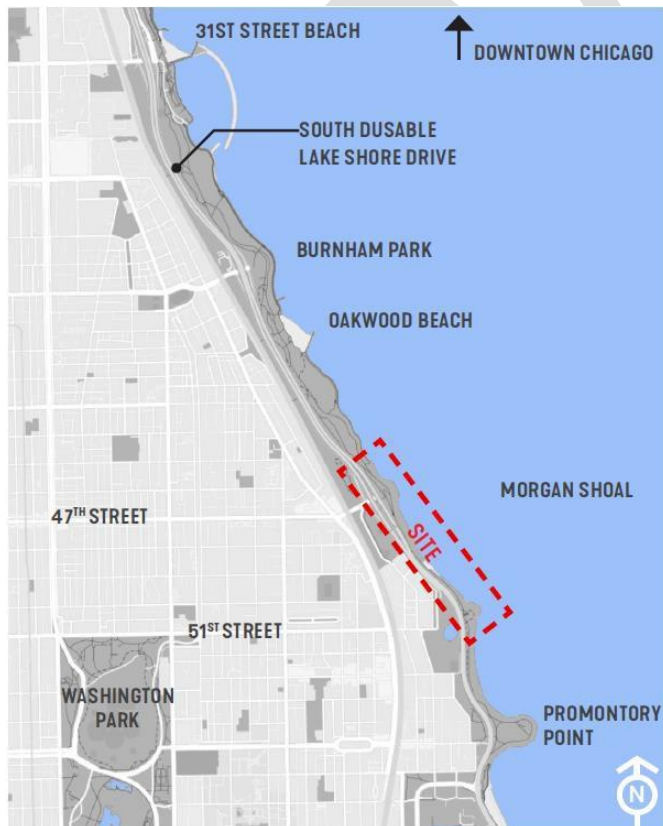 31ST STREET BEACH
DOWNTOWN CHICAGO
SOUTH DUSABLE
LAKE SHORE DRIVE
BURNHAM PARK
OAKWOOD BEACH
MORGAN SHOAL
47TH STREET
SITE
51ST STREET
WASHINGTON
PARK
PROMONTORY
POINT
N